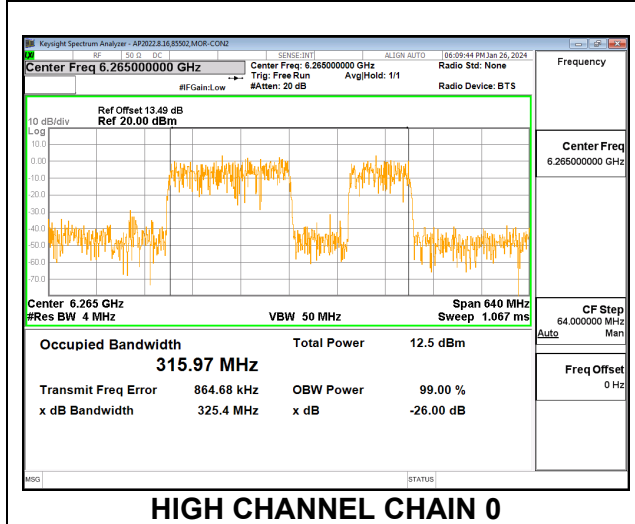 Keysight Spectrum Analyzer - AP2022.8.16,85502,MOR-CON2
RF 50 Ω DC SENSE:INT ALIGN AUTO 06:09:44 PM Jan 26, 2024
Center Freq 6.265000000 GHz
Center Freq: 6.265000000 GHz
Radio Std: None
Trig: Free Run Avg|Hold: 1/1
#IFGain:Low #Atten: 20 dB Radio Device: BTS
Frequency
Ref Offset 13.49 dB
10 dB/div Ref 20.00 dBm
Log
10.0
0.00
-10.0
-20.0
-30.0
-40.0
-50.0
-60.0
-70.0
Center Freq
6.265000000 GHz
Center 6.265 GHz Span 640 MHz
#Res BW 4 MHz VBW 50 MHz Sweep 1.067 ms
CF Step
64.000000 MHz
Auto Man
Occupied Bandwidth Total Power 12.5 dBm
315.97 MHz
Transmit Freq Error 864.68 kHz OBW Power 99.00 %
x dB Bandwidth 325.4 MHz x dB -26.00 dB
Freq Offset
0 Hz
MSG STATUS
HIGH CHANNEL CHAIN 0